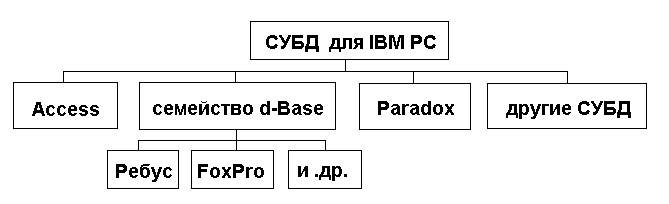 СУБД для IBM PC
Access
семейство d-Base
Paradox
другие СУБД
Ребус
FoxPro
и .др.